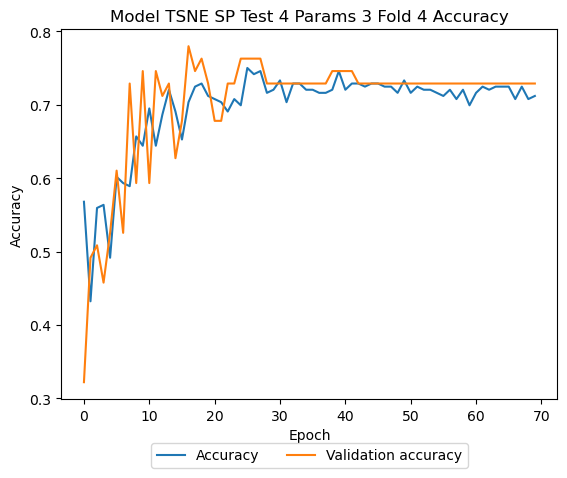 Model TSNE SP Test 4 Params 3 Fold 4 Accuracy
0.8
0.7
0.6
0.5
0.4
0.3
Accuracy
0 10 20 30 40 50 60 70
Epoch
Accuracy Validation accuracy